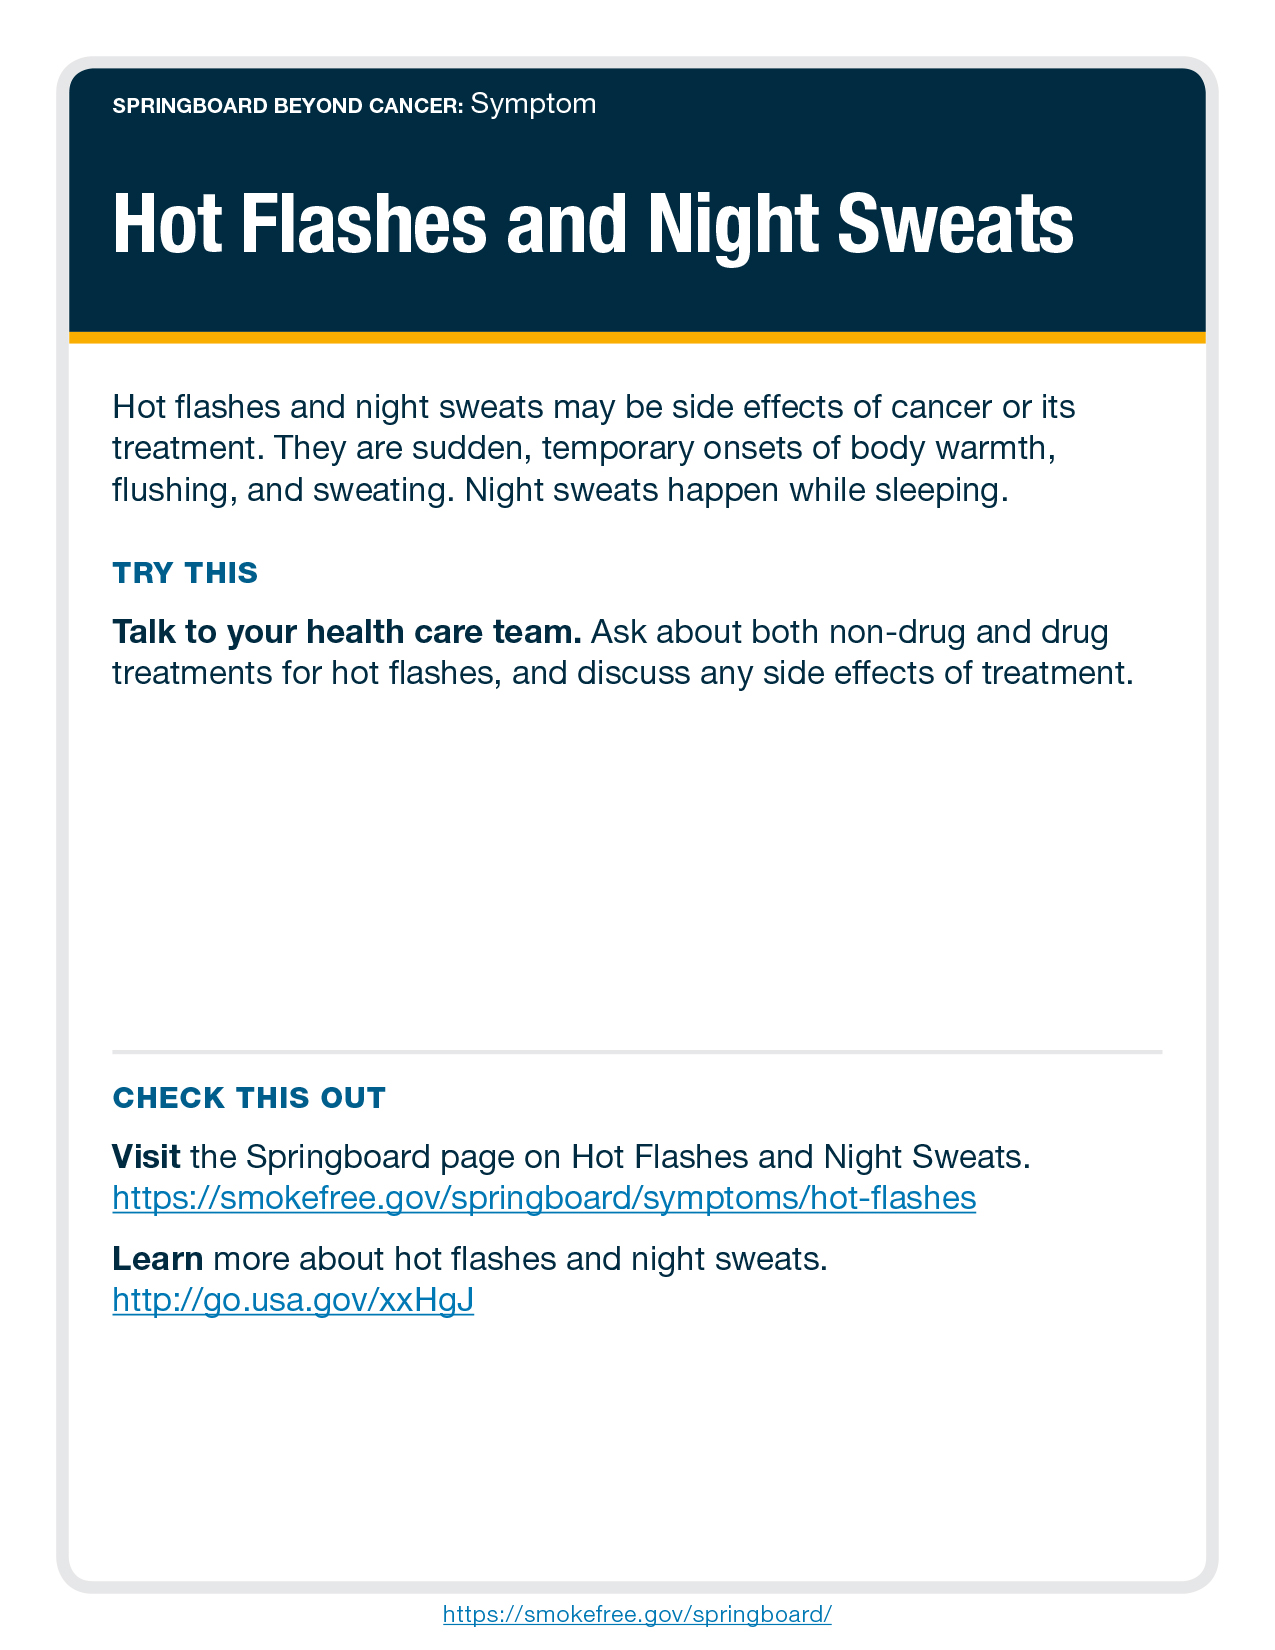 SPRINGBOARD BEYOND CANCER: Symptom
Hot Flashes and Night Sweats
Hot flashes and night sweats may be side effects of cancer or its
treatment. They are sudden, temporary onsets of body warmth,
flushing, and sweating. Night sweats happen while sleeping.
TRY THIS
Talk to your health care team. Ask about both non-drug and drug
treatments for hot flashes, and discuss any side effects of treatment.
CHECK THIS OUT
Visit the Springboard page on Hot Flashes and Night Sweats.
https://smokefree.gov/springboard/symptoms/hot-flashes
Learn more about hot flashes and night sweats.
http://go.usa.gov/xxHgJ
https://smokefree.gov/springboard/